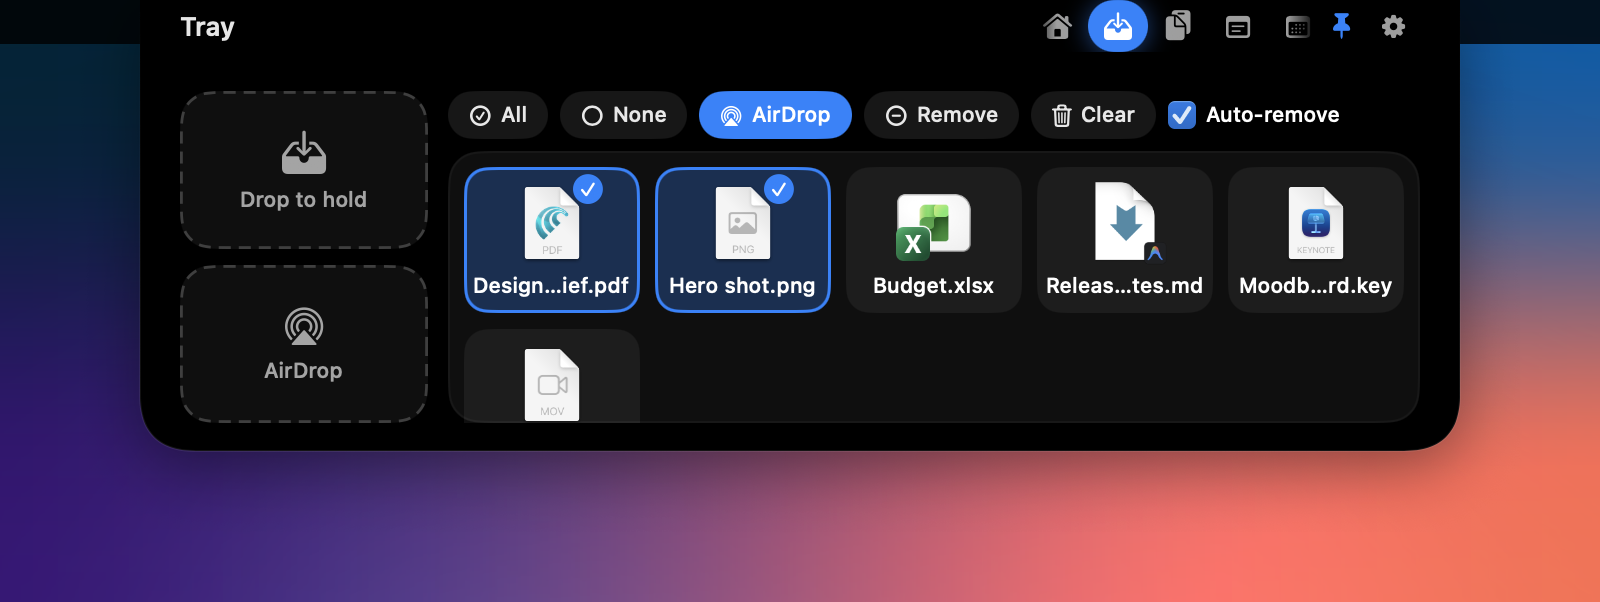 Tray
All
None
AirDrop
Remove
Clear
Auto-remove
Drop to hold
AirDrop
PDF
Design...ief.pdf
PNG
Hero shot.png
X
Budget.xlsx
Releas...tes.md
KEYNOTE
Moodb...rd.key
MOV